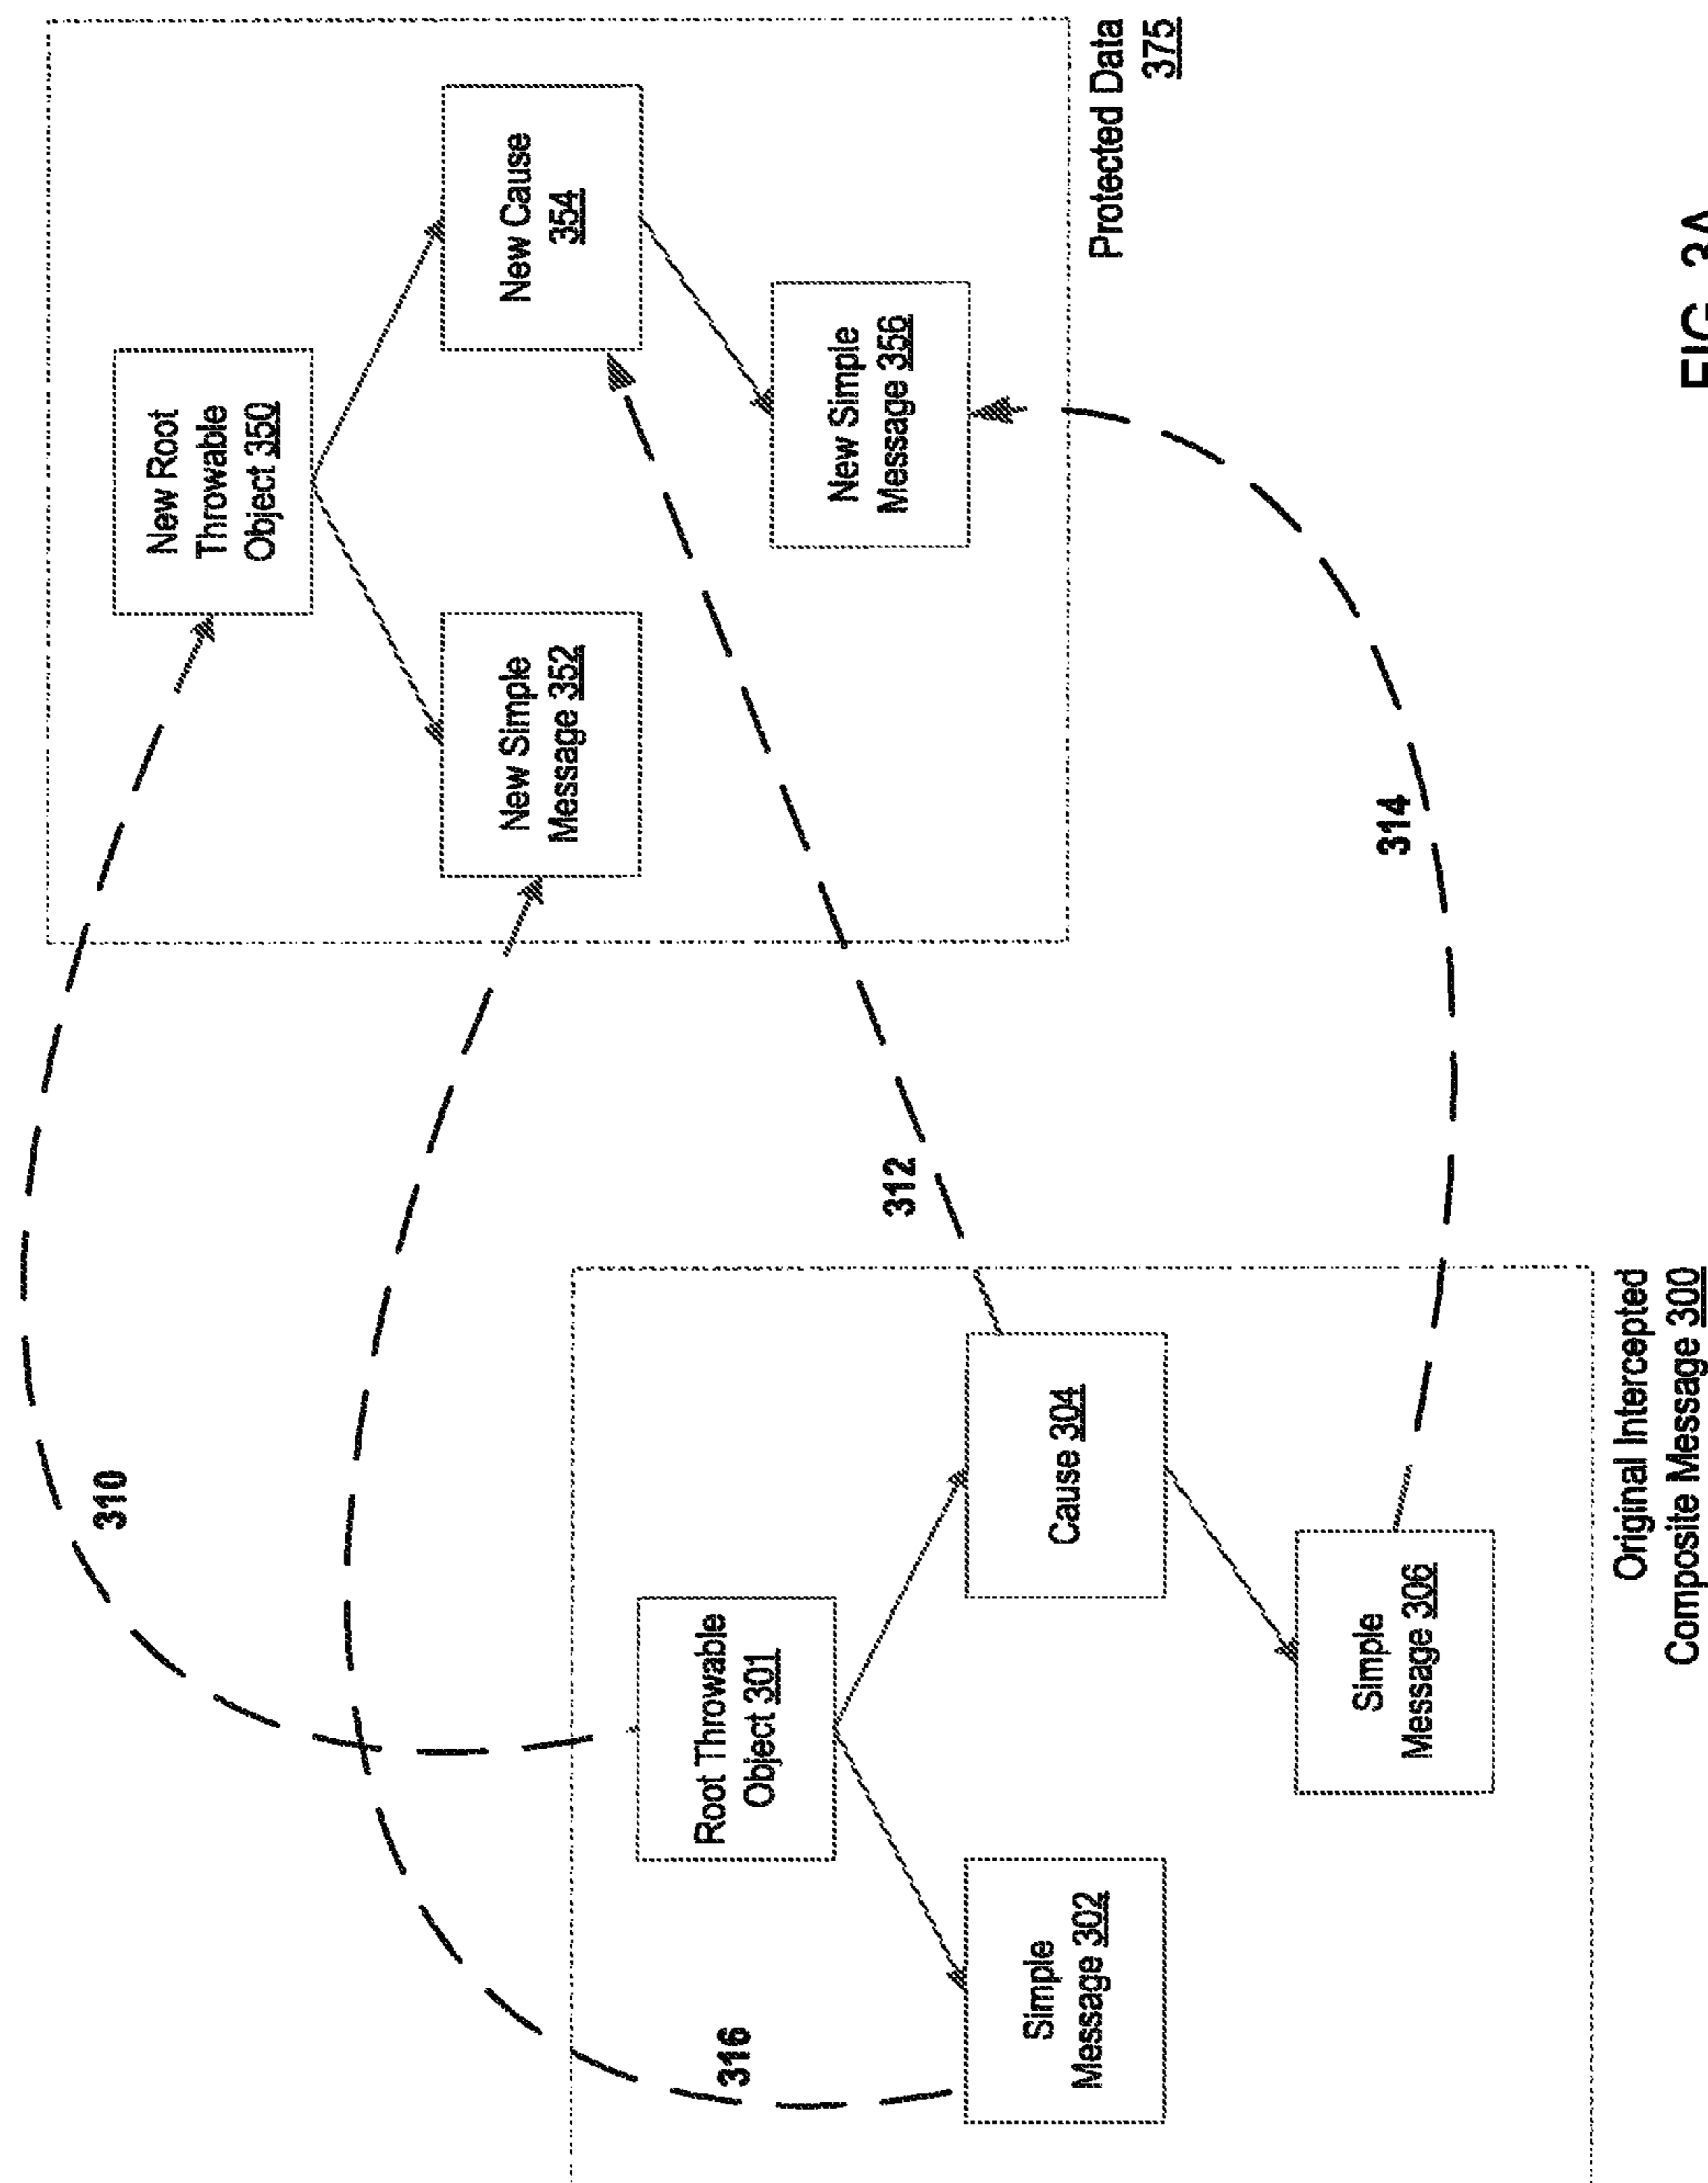 310
New Root
Throwable
Object 350
New Simple
Message 352
New Cause
354
Root Throwable
Object 301
316
New Simple
Message 356
312
Simple
Message 302
Cause 304
Protected Data
375
Simple
Message 306
314
Original Intercepted
Composite Message 300
FIG. 3A